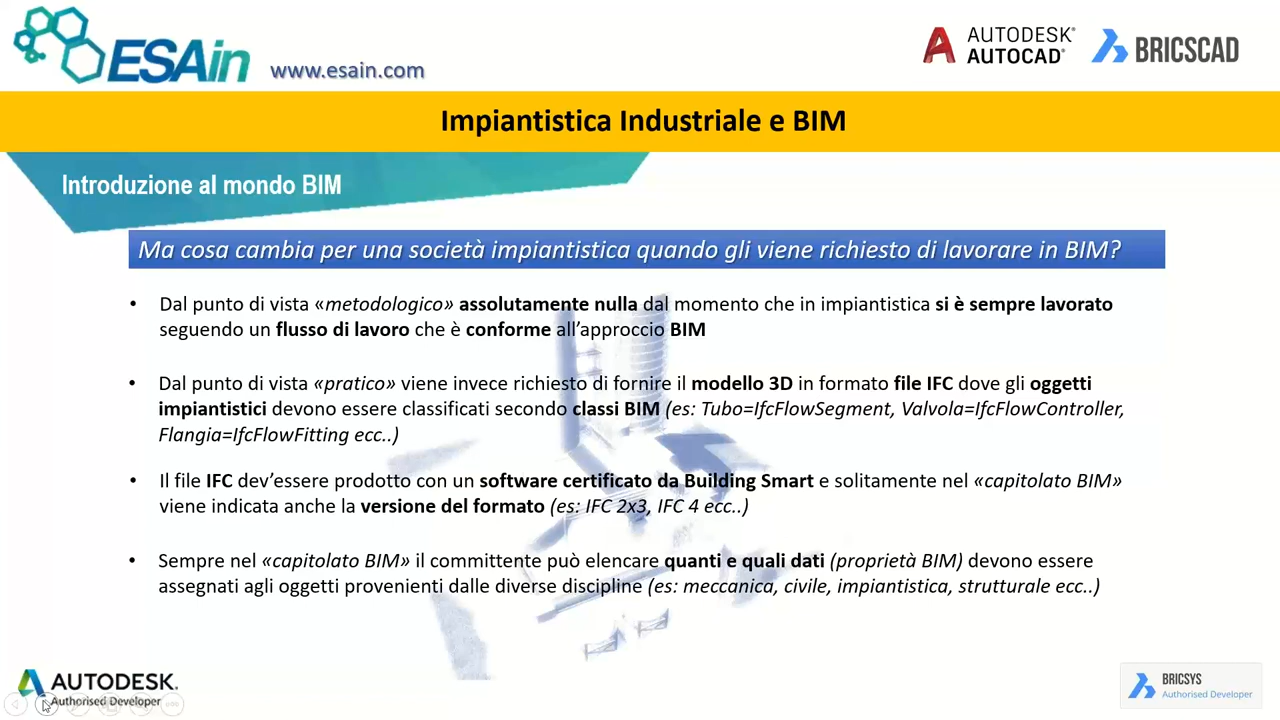 ESAin
www.esain.com
AUTODESK®
AUTOCAD®
BRICSCAD
Impiantistica Industriale e BIM
Introduzione al mondo BIM
Ma cosa cambia per una società impiantistica quando gli viene richiesto di lavorare in BIM?
• Dal punto di vista «metodologico» assolutamente nulla dal momento che in impiantistica si è sempre lavorato
seguendo un flusso di lavoro che è conforme all'approccio BIM
• Dal punto di vista «pratico» viene invece richiesto di fornire il modello 3D in formato file IFC dove gli oggetti
impiantistici devono essere classificati secondo classi BIM (es: Tubo=IfcFlowSegment, Valvola=IfcFlowController,
Flangia=IfcFlowFitting ecc..)
• Il file IFC dev'essere prodotto con un software certificato da Building Smart e solitamente nel «capitolato BIM»
viene indicata anche la versione del formato (es: IFC 2x3, IFC 4 ecc..)
• Sempre nel «capitolato BIM» il committente può elencare quanti e quali dati (proprietà BIM) devono essere
assegnati agli oggetti provenienti dalle diverse discipline (es: meccanica, civile, impiantistica, strutturale ecc..)
AUTODESK.
Authorised Developer
BRICSYS
Authorised Developer